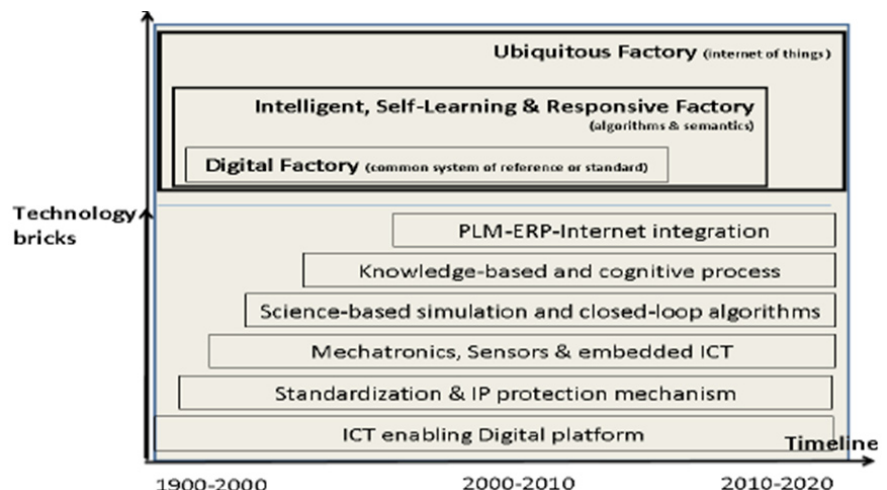 Ubiquitous Factory (internet of things)
Intelligent, Self-Learning & Responsive Factory
(algorithms & semantics)
Digital Factory (common system of reference or standard)
Technology
bricks
PLM-ERP-Internet integration
Knowledge-based and cognitive process
Science-based simulation and closed-loop algorithms
Mechatronics, Sensors & embedded ICT
Standardization & IP protection mechanism
ICT enabling Digital platform
Timeline
1900-2000 2000-2010 2010-2020